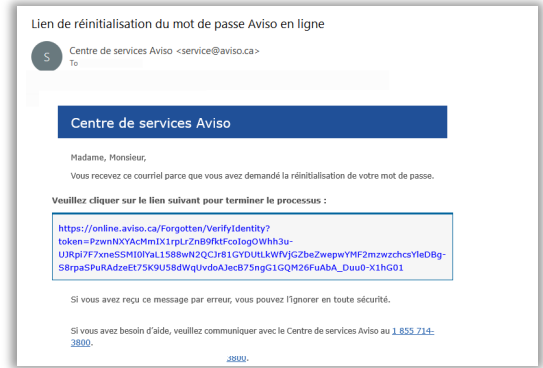 Lien de réinitialisation du mot de passe Aviso en ligne
S
Centre de services Aviso <service@aviso.ca>
To
Centre de services Aviso
Madame, Monsieur,
Vous recevez ce courriel parce que vous avez demandé la réinitialisation de votre mot de passe.
Veuillez cliquer sur le lien suivant pour terminer le processus :
https://online.aviso.ca/Forgotten/VerifyIdentity?
token=PzwnNXYAcMmIX1rpLrZnB9fktFcoIogOWhh3u-
UJRpi7F7xneSSMI0lYaL1588wN2QCJr81GYDUtLkWfVjGZbeZwepwYMF2mzwzchcsYleDBg-
S8rpaSPuRAdzeEt75K9U58dWqUvdoAJecB75ngG1GQM26FuAbA_Duu0-X1hG01
Si vous avez reçu ce message par erreur, vous pouvez l'ignorer en toute sécurité.
Si vous avez besoin d'aide, veuillez communiquer avec le Centre de services Aviso au 1 855 714-
3800.
3800.